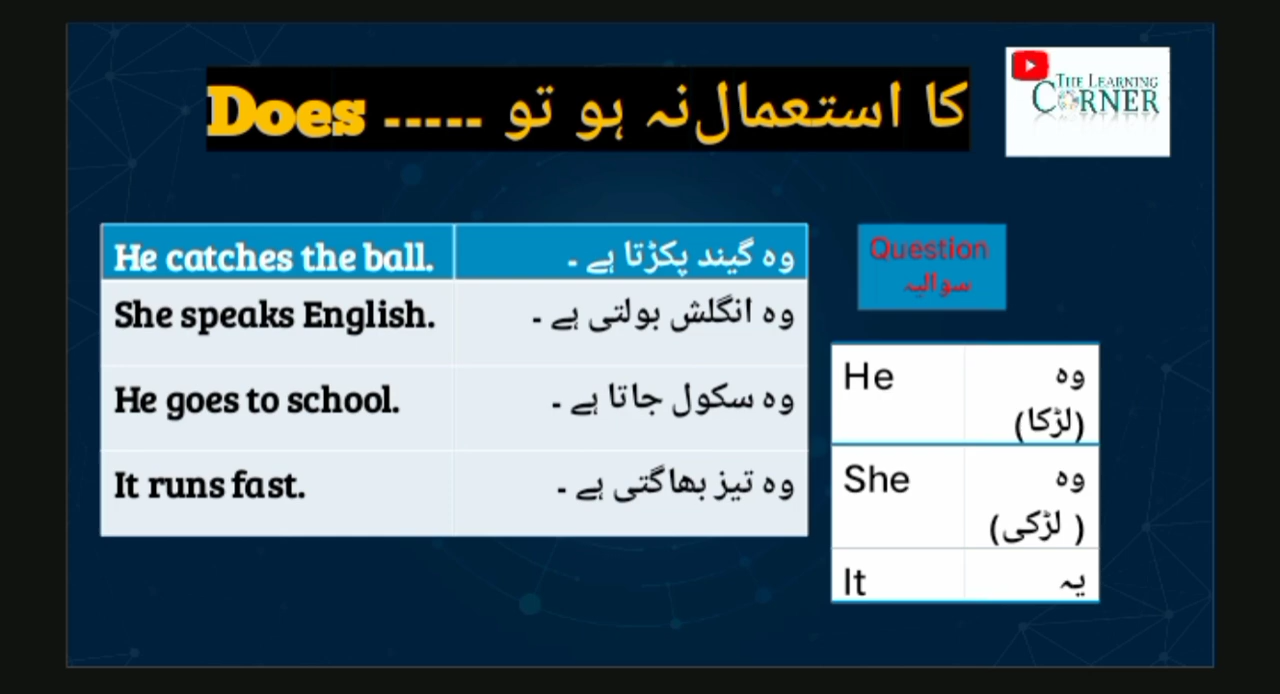 Does ----- کا استعمال نہ ہو تو
THE LEARNING
CORNER
He catches the ball. وہ گیند پکڑتا ہے ۔
She speaks English. وہ انگلش بولتی ہے ۔
He goes to school. وہ سکول جاتا ہے ۔
It runs fast. وہ تیز بھاگتی ہے ۔
Question
سوالیہ
He وہ
(لڑکا)
She وہ
( لڑکی)
It یہ